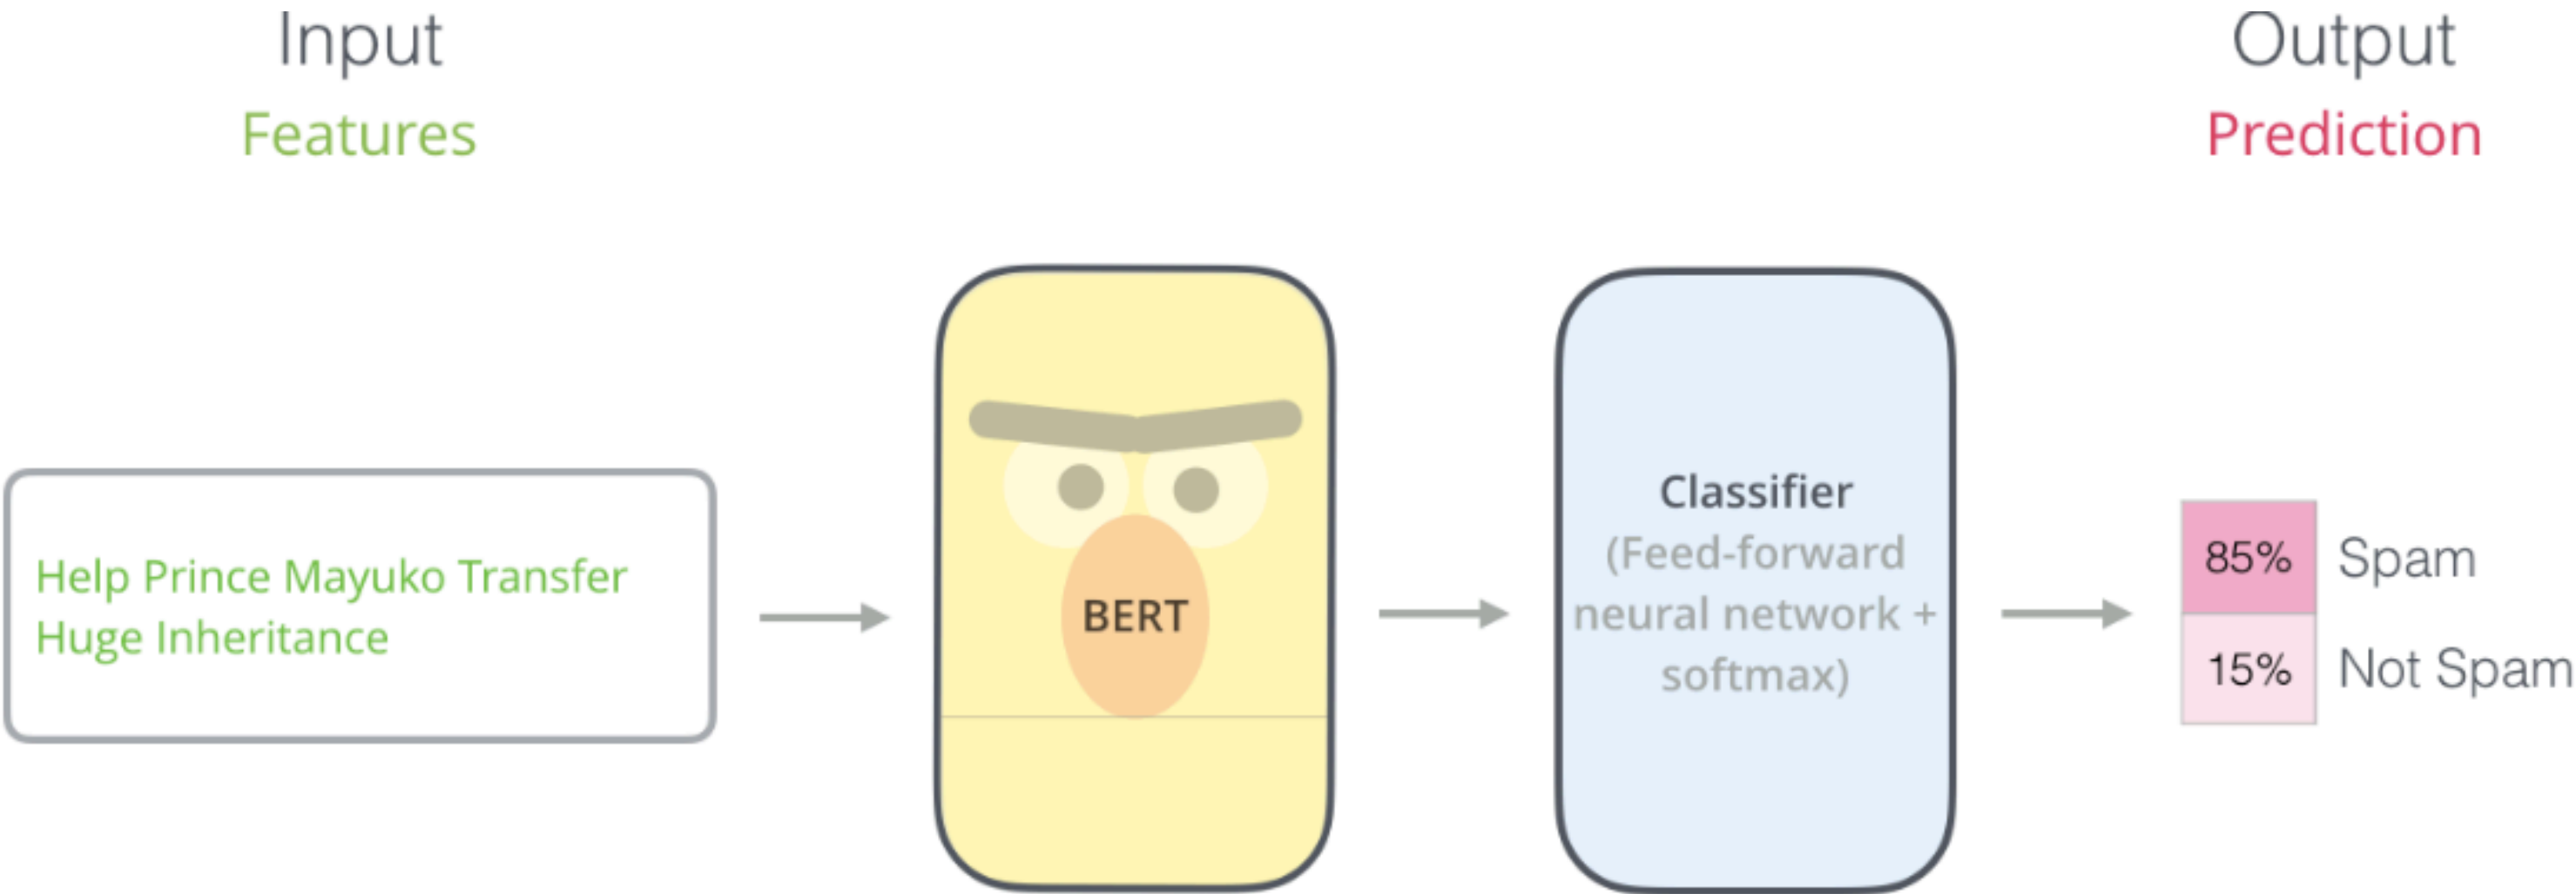 Input
Features
Output
Prediction
Help Prince Mayuko Transfer
Huge Inheritance
BERT
Classifier
(Feed-forward
neural network +
softmax)
85% Spam
15% Not Spam